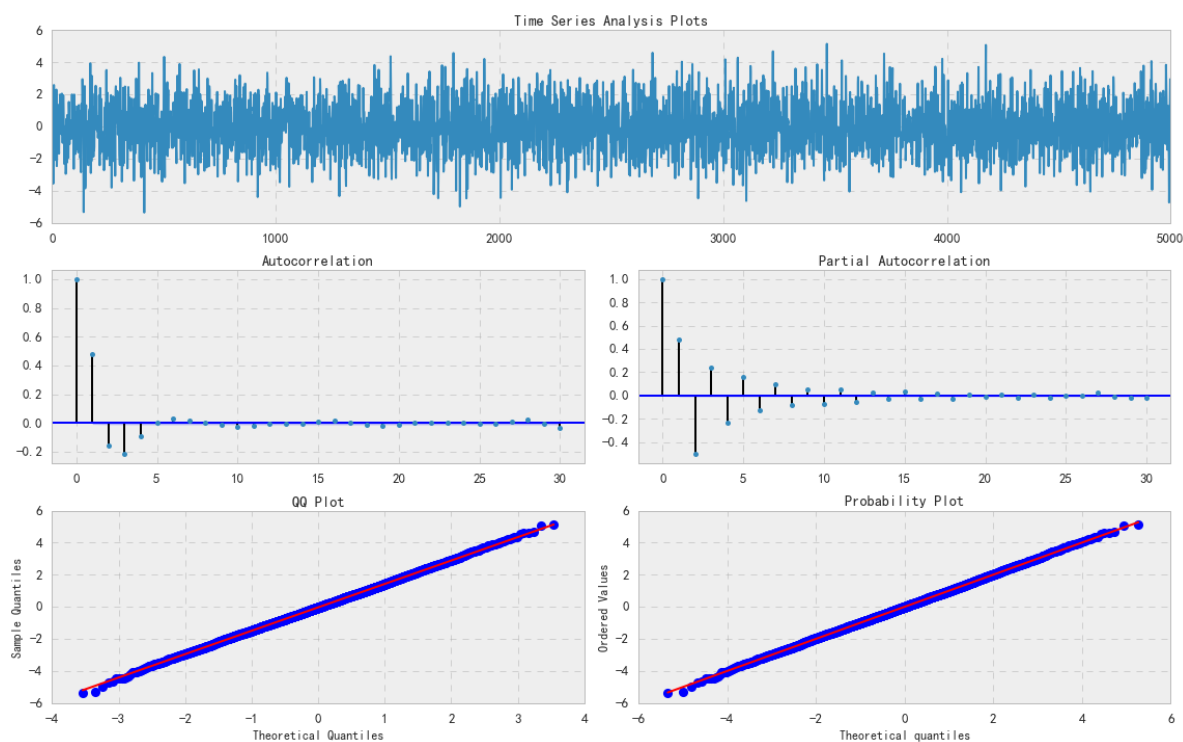 Time Series Analysis Plots
6
4
2
0
−2
−4
−6
0 1000 2000 3000 4000 5000
Autocorrelation
1.0
0.8
0.6
0.4
0.2
0.0
−0.2
0 5 10 15 20 25 30
Partial Autocorrelation
1.0
0.8
0.6
0.4
0.2
0.0
−0.2
−0.4
0 5 10 15 20 25 30
QQ Plot
Sample Quantiles
6
4
2
0
−2
−4
−6
−4 −3 −2 −1 0 1 2 3 4
Theoretical Quantiles
Probability Plot
Ordered Values
6
4
2
0
−2
−4
−6
−6 −4 −2 0 2 4 6
Theoretical quantiles